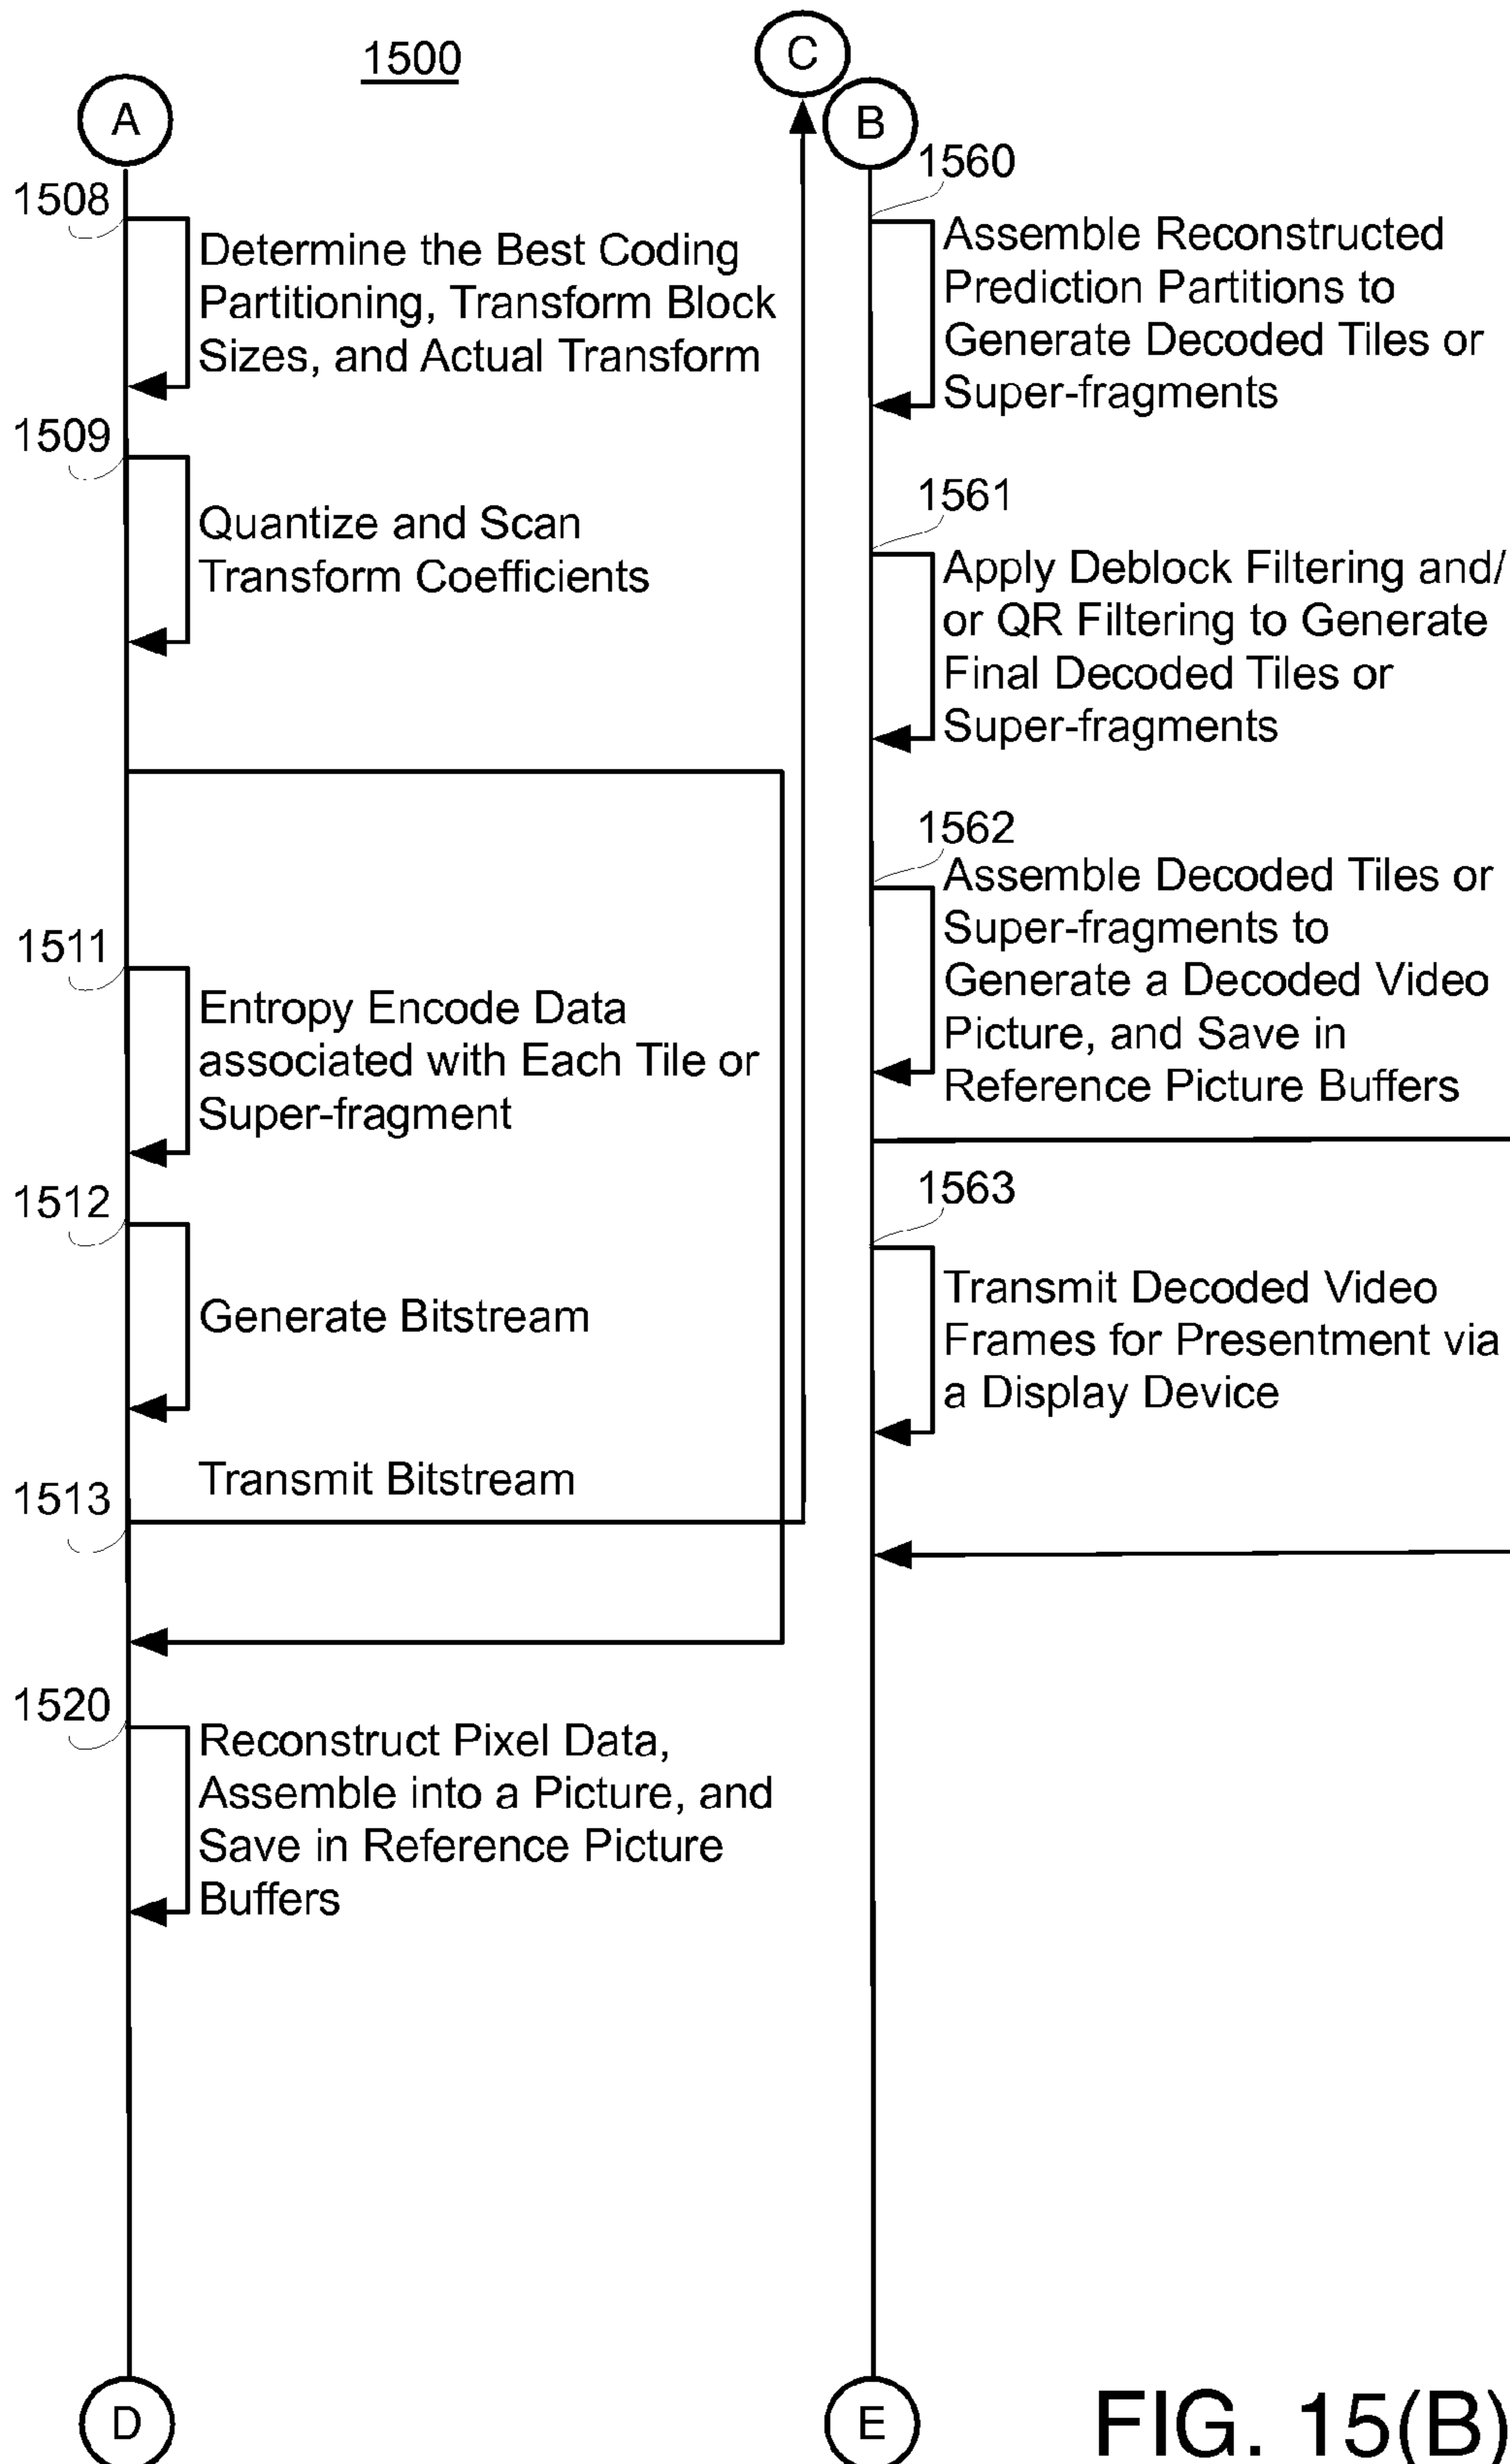 1500
C
A
B
1508
Determine the Best Coding
Partitioning, Transform Block
Sizes, and Actual Transform
1509
Quantize and Scan
Transform Coefficients
1511
Entropy Encode Data
associated with Each Tile or
Super-fragment
1512
Generate Bitstream
Transmit Bitstream
1513
1520
Reconstruct Pixel Data,
Assemble into a Picture, and
Save in Reference Picture
Buffers
D
1560
Assemble Reconstructed
Prediction Partitions to
Generate Decoded Tiles or
Super-fragments
1561
Apply Deblock Filtering and/
or QR Filtering to Generate
Final Decoded Tiles or
Super-fragments
1562
Assemble Decoded Tiles or
Super-fragments to
Generate a Decoded Video
Picture, and Save in
Reference Picture Buffers
1563
Transmit Decoded Video
Frames for Presentment via
a Display Device
E
FIG. 15(B)